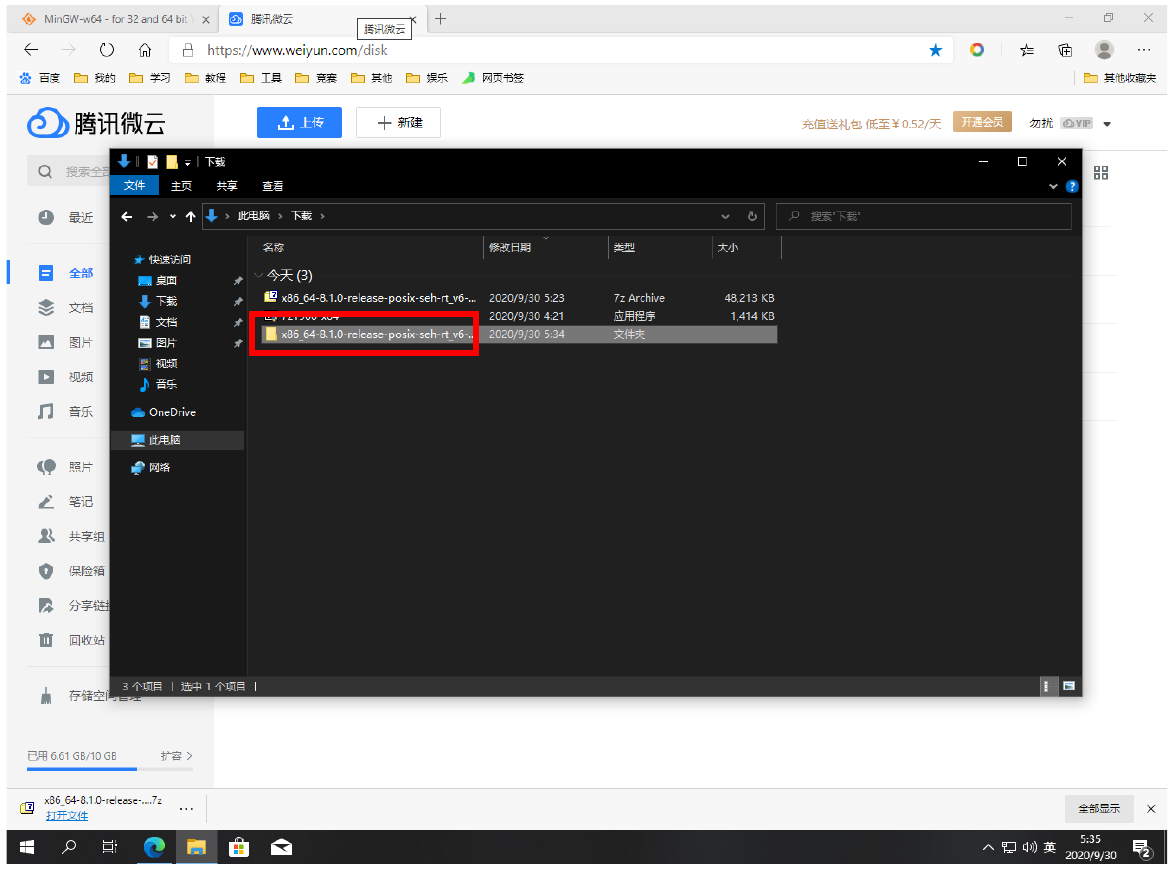 MinGW-w64 - for 32 and 64 bit
腾讯微云
腾讯微云
https://www.weiyun.com/disk
百度 我的 学习 教程 工具 竞赛 其他 娱乐 网页书签 其他收藏夹
腾讯微云
上传 新建
充值送礼包 低至¥0.52/天 开通会员 勿扰 VIP
搜索全部
最近
全部
文档
图片
视频
音乐
照片
笔记
共享组
保险箱
分享链接
回收站
存储空间管理
已用 6.61 GB/10 GB 扩容
下载
文件 主页 共享 查看
此电脑 下载 搜索"下载"
快速访问
桌面
下载
文档
图片
视频
音乐
OneDrive
此电脑
网络
名称 修改日期 类型 大小
今天 (3)
x86_64-8.1.0-release-posix-seh-rt_v6-... 2020/9/30 5:23 7z Archive 48,213 KB
7z1900-x64 2020/9/30 4:21 应用程序 1,414 KB
x86_64-8.1.0-release-posix-seh-rt_v6-... 2020/9/30 5:34 文件夹
3 个项目 选中 1 个项目
x86_64-8.1.0-release-....7z
打开文件
全部显示
英
5:35
2020/9/30
2